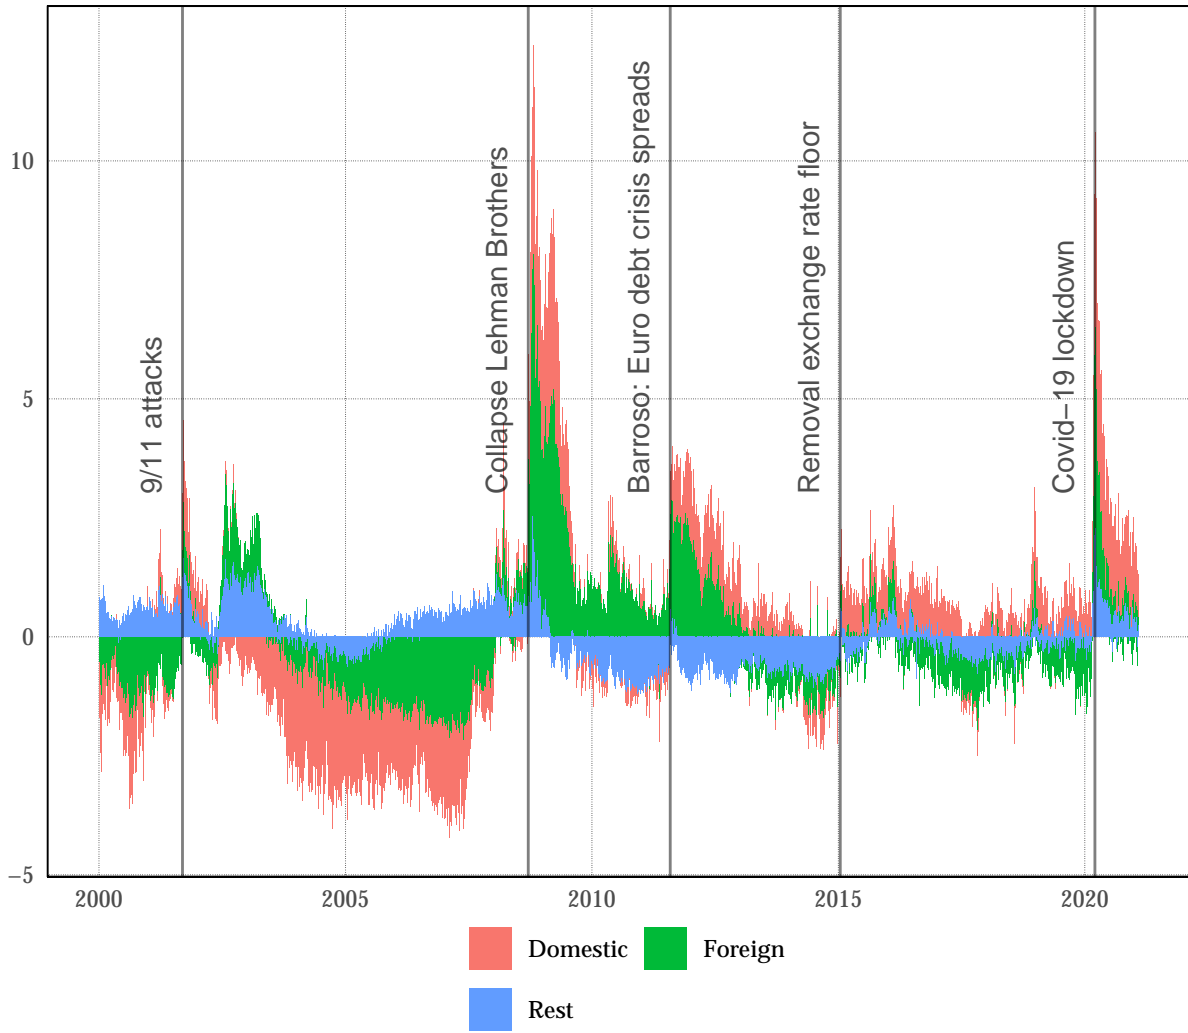 10
5
0
−5
9/11 attacks
Collapse Lehman Brothers
Barroso: Euro debt crisis spreads
Removal exchange rate floor
Covid−19 lockdown
2000 2005 2010 2015 2020
Domestic Foreign
Rest